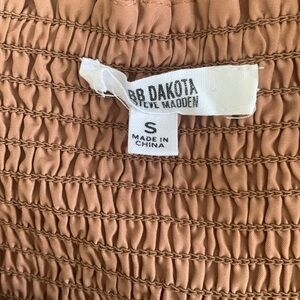 BB DAKOTA
STEVE MADDEN
S
MADE IN
CHINA